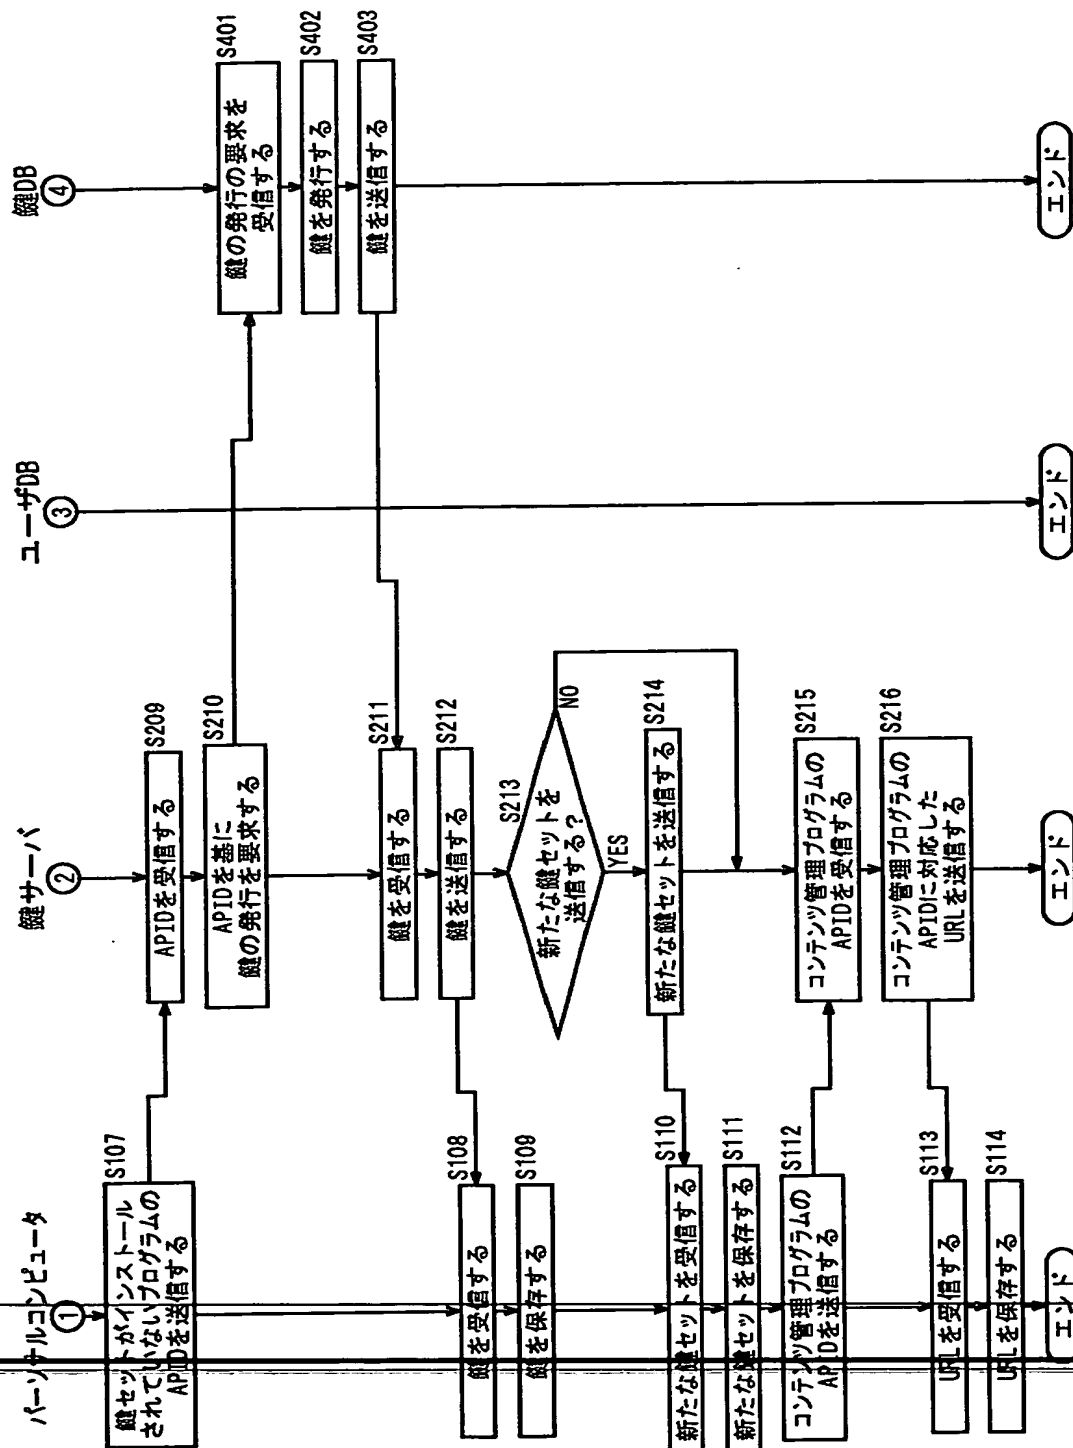 パーソナルコンピュータ
1
S107
鍵セットがインストール
されていないプログラムの
APIDを送信する
S108
鍵を受信する
S109
鍵を保存する
S110
新たな鍵セットを受信する
S111
新たな鍵セットを保存する
S112
コンテンツ管理プログラムの
APIDを送信する
S113
URLを受信する
S114
URLを保存する
エンド
鍵サーバ
2
S209
APIDを受信する
S210
APIDを基に
鍵の発行を要求する
S211
鍵を受信する
S212
鍵を送信する
S213
新たな鍵セットを
送信する?
NO
YES
S214
新たな鍵セットを送信する
S215
コンテンツ管理プログラムの
APIDを受信する
S216
コンテンツ管理プログラムの
APIDに対応した
URLを送信する
エンド
ユーザDB
3
エンド
鍵DB
4
S401
鍵の発行の要求を
受信する
S402
鍵を発行する
S403
鍵を送信する
エンド